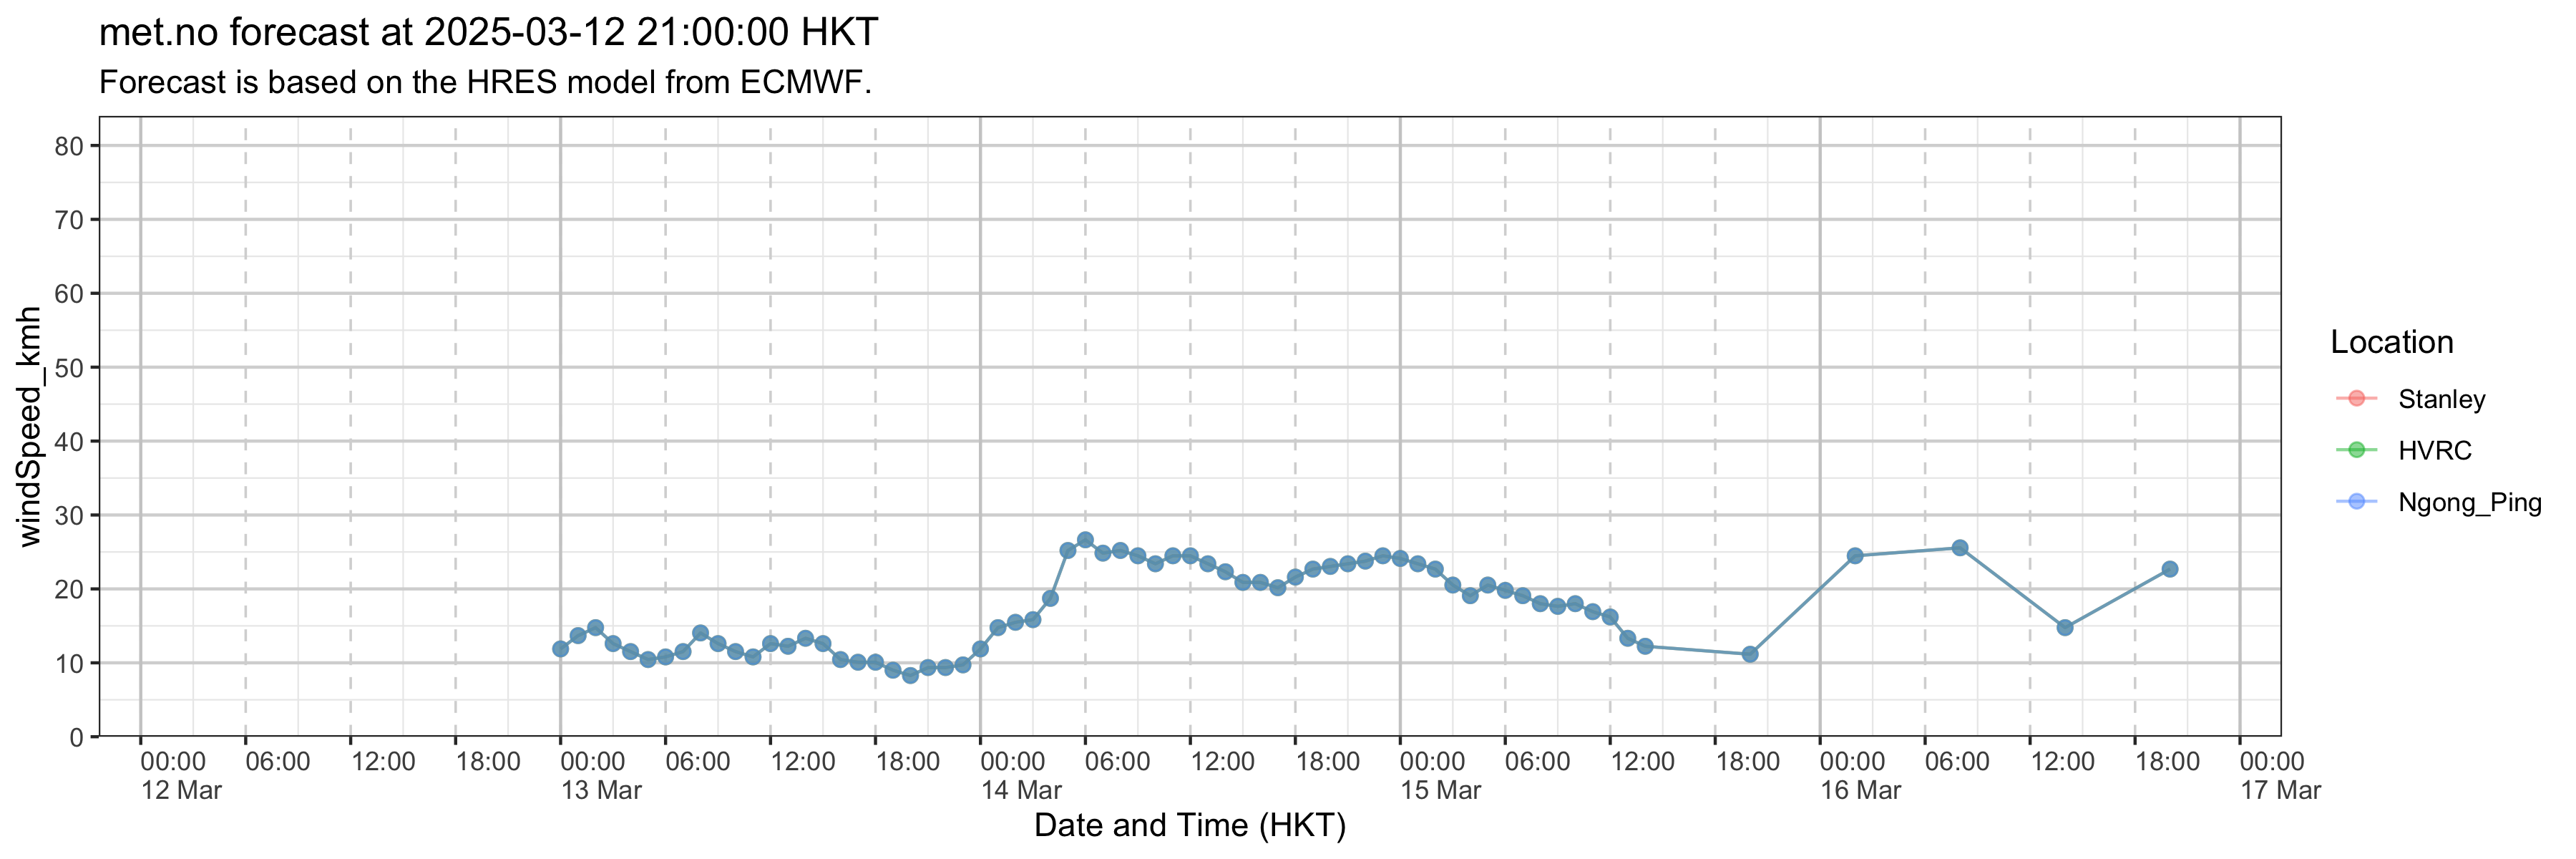 met.no forecast at 2025-03-12 21:00:00 HKT
Forecast is based on the HRES model from ECMWF.
windSpeed_kmh
80
70
60
50
40
30
20
10
0
00:00 06:00 12:00 18:00 00:00 06:00 12:00 18:00 00:00 06:00 12:00 18:00 00:00 06:00 12:00 18:00 00:00 06:00 12:00 18:00 00:00
12 Mar 13 Mar 14 Mar 15 Mar 16 Mar 17 Mar
Date and Time (HKT)
Location
Stanley
HVRC
Ngong_Ping